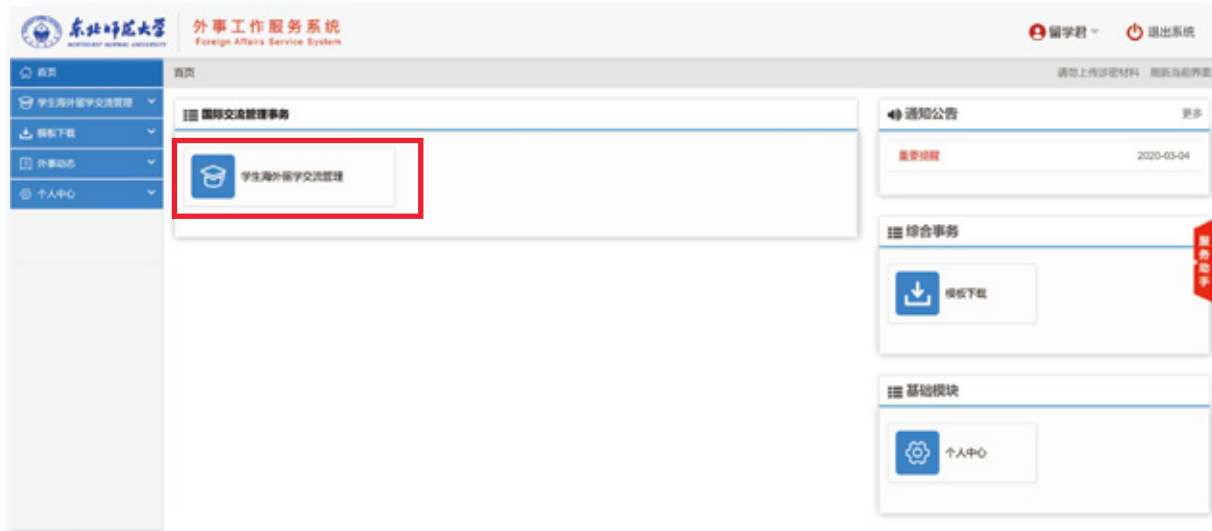 东北师范大学
NORTHEAST NORMAL UNIVERSITY
外事工作服务系统
Foreign Affairs Service System
留学君
退出系统
首页
学生海外留学交流管理
模板下载
外事动态
个人中心
首页
请勿上传涉密材料 刷新当前界面
国际交流管理事务
学生海外留学交流管理
通知公告
更多
重要提醒
2020-03-04
综合事务
模板下载
基础模块
个人中心
服务助手